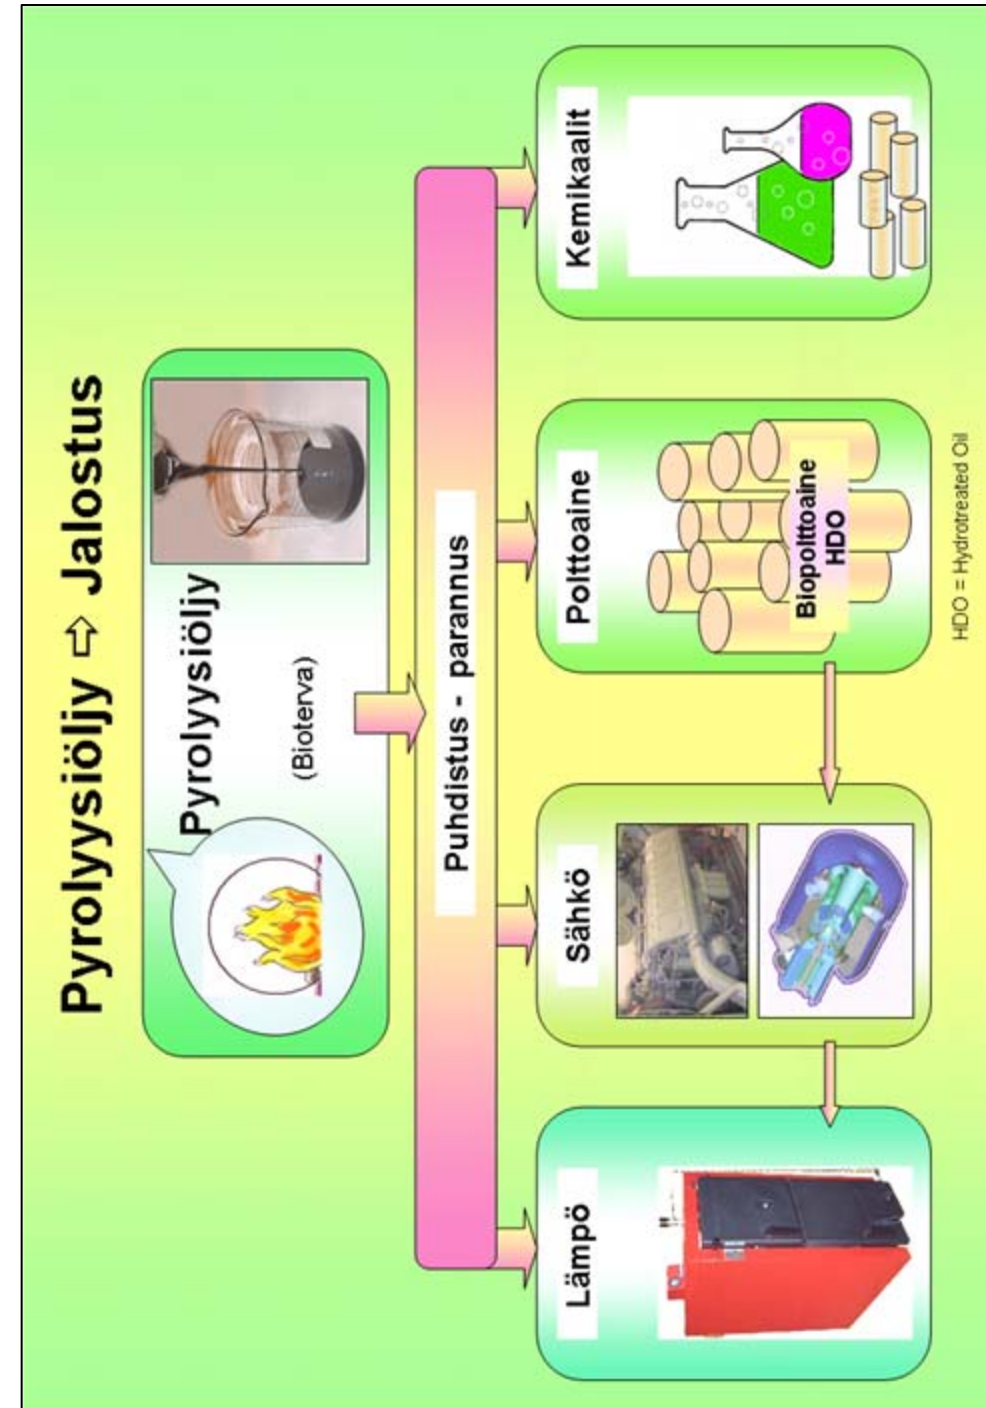 Pyrolyysiöljy ⇨ Jalostus
Pyrolyysiöljy
(Bioterva)
Puhdistus - parannus
Lämpö
Sähkö
Polttoaine
Kemikaalit
Biopolttoaine
HDO
HDO = Hydrotreated Oil